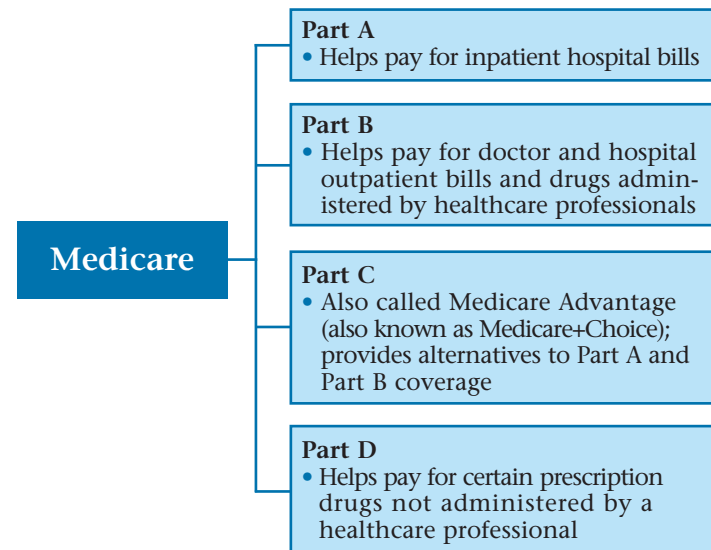 Medicare
Part A
• Helps pay for inpatient hospital bills
Part B
• Helps pay for doctor and hospital
outpatient bills and drugs admin-
istered by healthcare professionals
Part C
• Also called Medicare Advantage
(also known as Medicare+Choice);
provides alternatives to Part A and
Part B coverage
Part D
• Helps pay for certain prescription
drugs not administered by a
healthcare professional